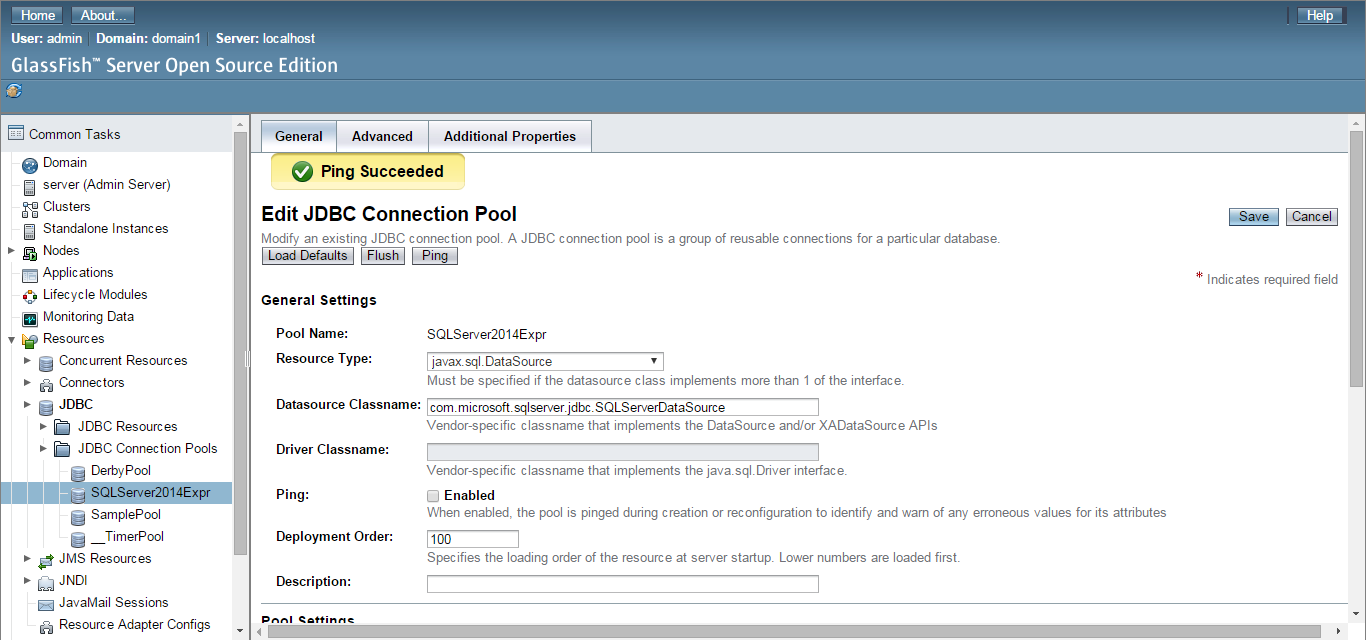 Home About... Help
User: admin Domain: domain1 Server: localhost
GlassFish™ Server Open Source Edition
Common Tasks
Domain
server (Admin Server)
Clusters
Standalone Instances
Nodes
Applications
Lifecycle Modules
Monitoring Data
Resources
Concurrent Resources
Connectors
JDBC
JDBC Resources
JDBC Connection Pools
DerbyPool
SQLServer2014Expr
SamplePool
__TimerPool
JMS Resources
JNDI
JavaMail Sessions
Resource Adapter Configs
General Advanced Additional Properties
Ping Succeeded
Edit JDBC Connection Pool
Save Cancel
Modify an existing JDBC connection pool. A JDBC connection pool is a group of reusable connections for a particular database.
Load Defaults Flush Ping
* Indicates required field
General Settings
Pool Name: SQLServer2014Expr
Resource Type: javax.sql.DataSource
Must be specified if the datasource class implements more than 1 of the interface.
Datasource Classname: com.microsoft.sqlserver.jdbc.SQLServerDataSource
Vendor-specific classname that implements the DataSource and/or XADataSource APIs
Driver Classname:
Vendor-specific classname that implements the java.sql.Driver interface.
Ping: Enabled
When enabled, the pool is pinged during creation or reconfiguration to identify and warn of any erroneous values for its attributes
Deployment Order: 100
Specifies the loading order of the resource at server startup. Lower numbers are loaded first.
Description:
Pool Settings